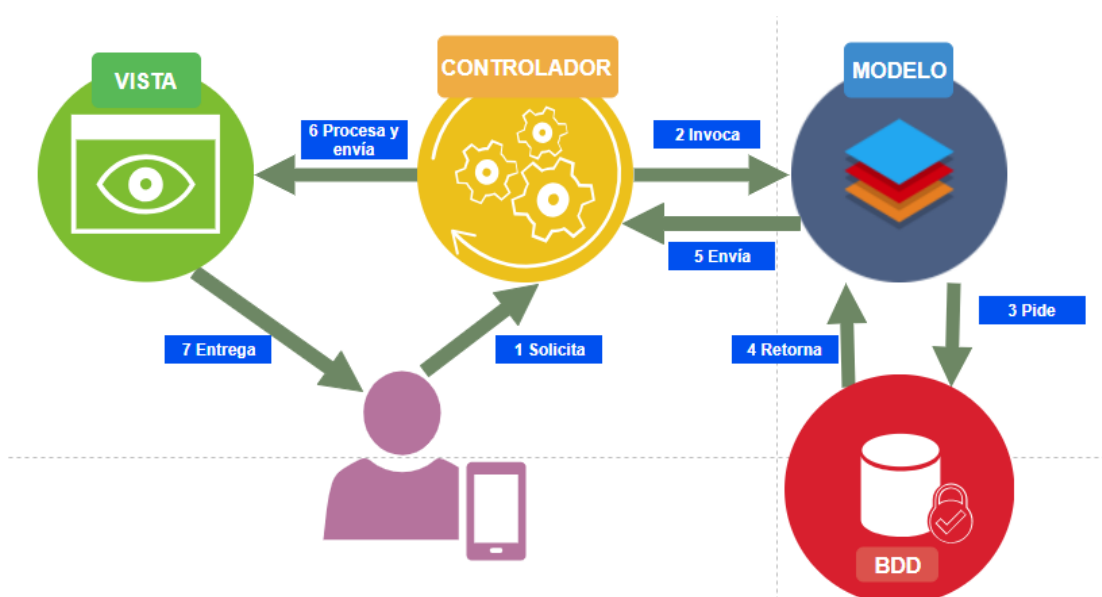 VISTA
CONTROLADOR
MODELO
6 Procesa y
envía
2 Invoca
5 Envía
3 Pide
7 Entrega
1 Solicita
4 Retorna
BDD